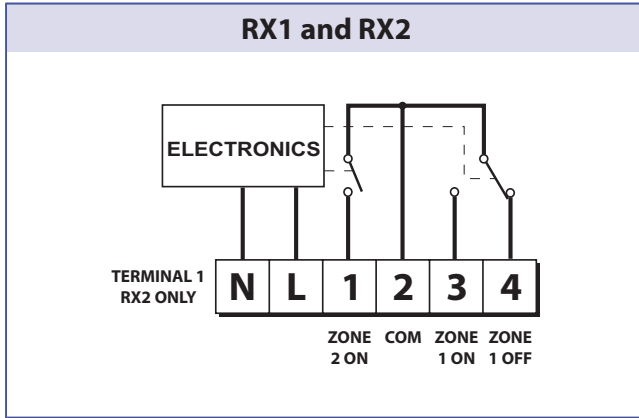 RX1 and RX2
ELECTRONICS
TERMINAL 1
RX2 ONLY
N L 1 2 3 4
ZONE COM ZONE ZONE
2 ON 1 ON 1 OFF